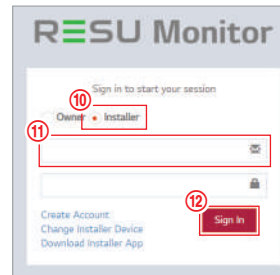 RESU Monitor
Sign in to start your session
⑩
Owner Installer
⑪
⑫
Create Account
Sign In
Change Installer Device
Download Installer App